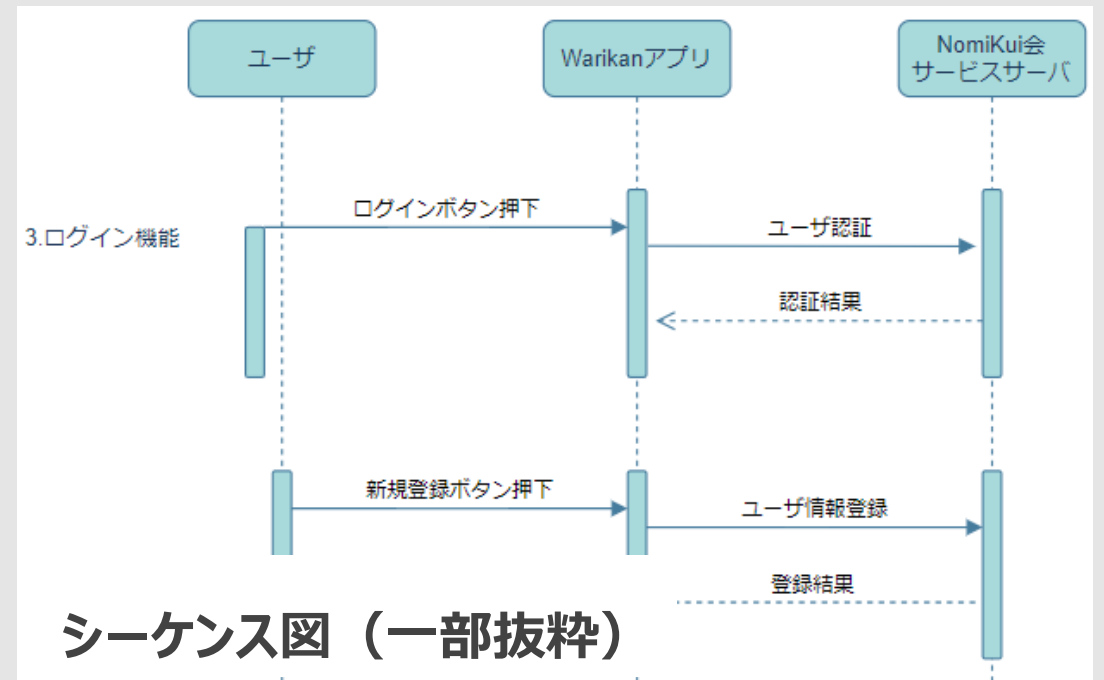 ユーザ
Warikanアプリ
NomiKui会
サービスサーバ
ログインボタン押下
3.ログイン機能
ユーザ認証
認証結果
新規登録ボタン押下
ユーザ情報登録
登録結果
シーケンス図（一部抜粋）